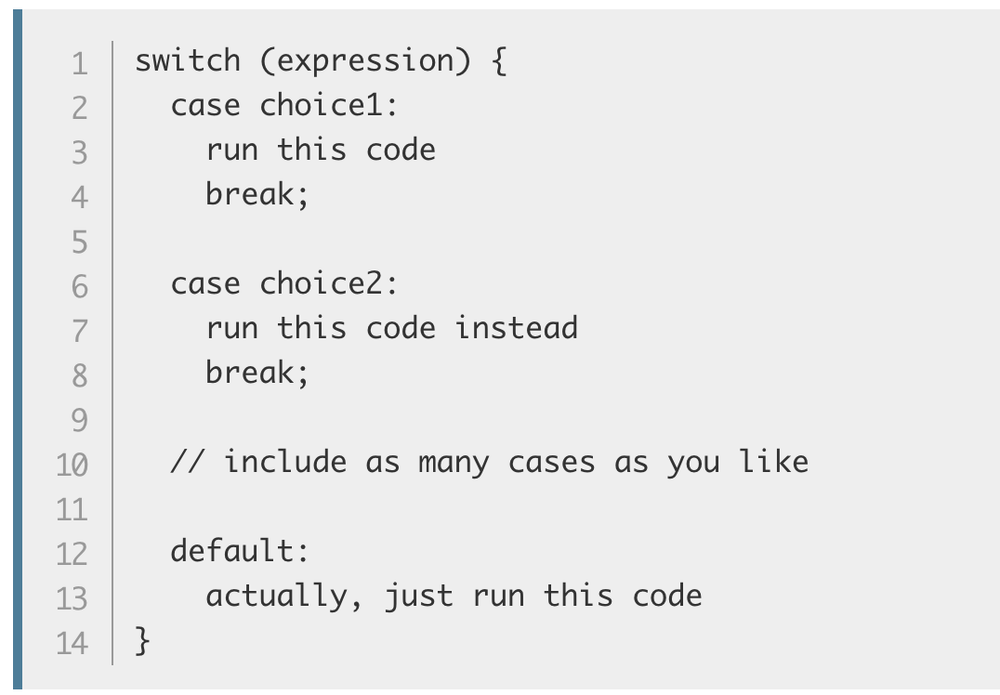 1 switch (expression) {
2   case choice1:
3     run this code
4     break;
5
6   case choice2:
7     run this code instead
8     break;
9
10   // include as many cases as you like
11
12   default:
13     actually, just run this code
14 }